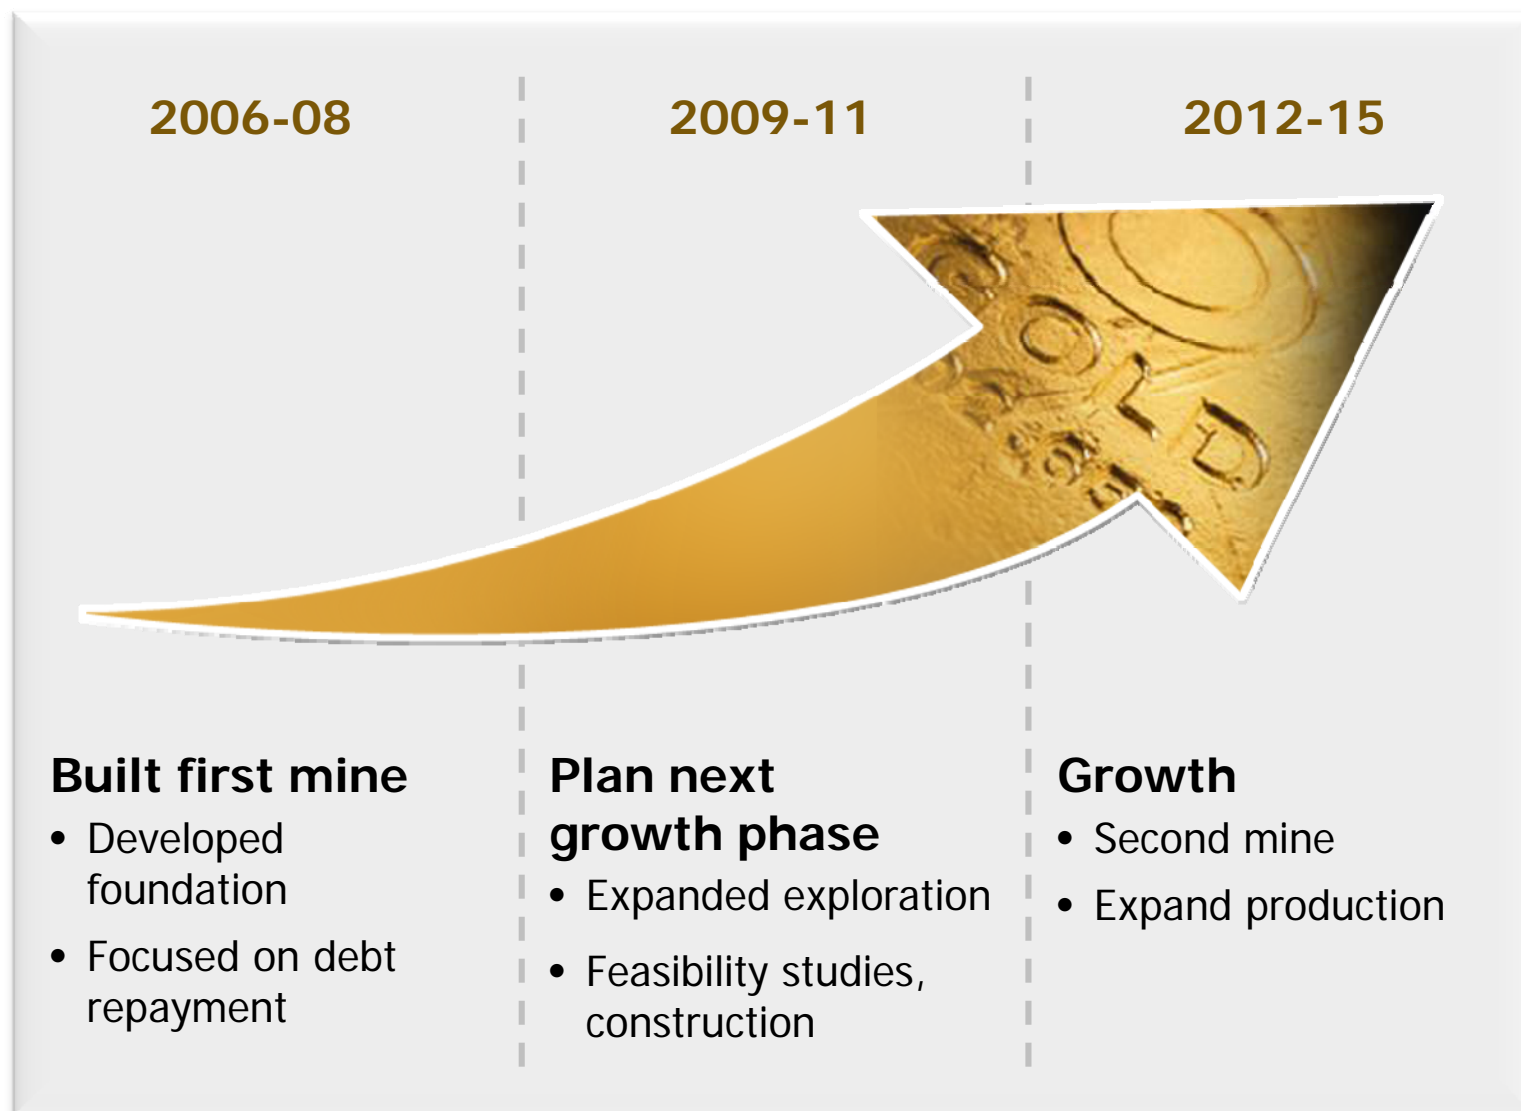 2006-08
2009-11
2012-15
GOLD
Built first mine
• Developed
foundation
• Focused on debt
repayment
Plan next
growth phase
• Expanded exploration
• Feasibility studies,
construction
Growth
• Second mine
• Expand production